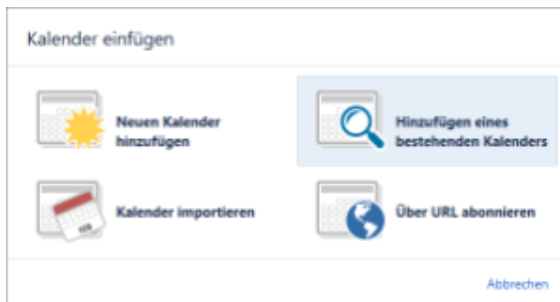 Kalender einfügen
Neuen Kalender
hinzufügen
Hinzufügen eines
bestehenden Kalenders
Kalender importieren
Über URL abonnieren
Abbrechen